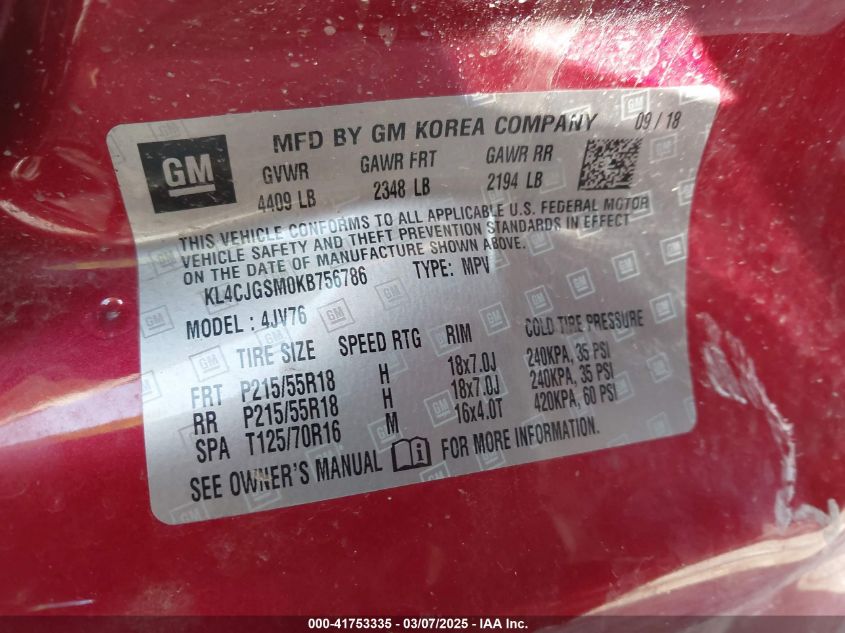 GM
MFD BY GM KOREA COMPANY 09/18
GVWR GAWR FRT GAWR RR
4409 LB 2348 LB 2194 LB
THIS VEHICLE CONFORMS TO ALL APPLICABLE U.S. FEDERAL MOTOR
VEHICLE SAFETY AND THEFT PREVENTION STANDARDS IN EFFECT
ON THE DATE OF MANUFACTURE SHOWN ABOVE.
KL4CJGSM0KB756786 TYPE: MPV
MODEL : 4JV76
TIRE SIZE SPEED RTG RIM COLD TIRE PRESSURE
FRT P215/55R18 H 18x7.0J 240KPA, 35 PSI
RR P215/55R18 H 18x7.0J 240KPA, 35 PSI
SPA T125/70R16 M 16x4.0T 420KPA, 60 PSI
SEE OWNER'S MANUAL FOR MORE INFORMATION.
000-41753335 - 03/07/2025 - IAA Inc.